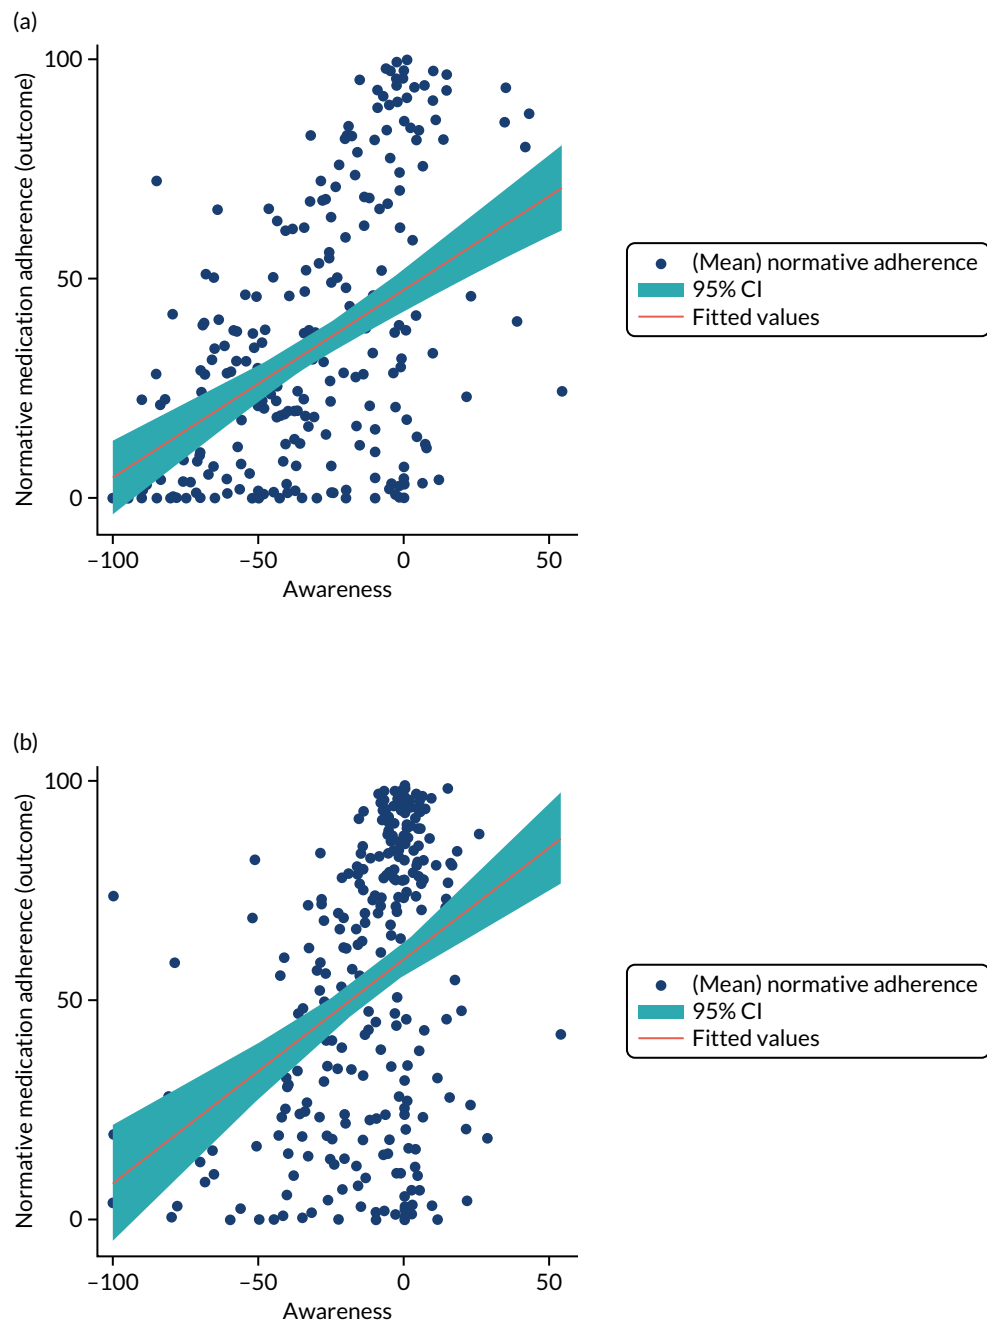 (a)
Normative medication adherence (outcome)
100
50
0
−100
−50
0
50
Awareness
(Mean) normative adherence
95% CI
Fitted values
(b)
Normative medication adherence (outcome)
100
50
0
−100
−50
0
50
Awareness
(Mean) normative adherence
95% CI
Fitted values